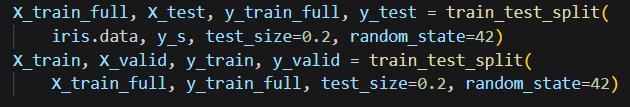 X_train_full, X_test, y_train_full, y_test = train_test_split(
iris.data, y_s, test_size=0.2, random_state=42)
X_train, X_valid, y_train, y_valid = train_test_split(
X_train_full, y_train_full, test_size=0.2, random_state=42)